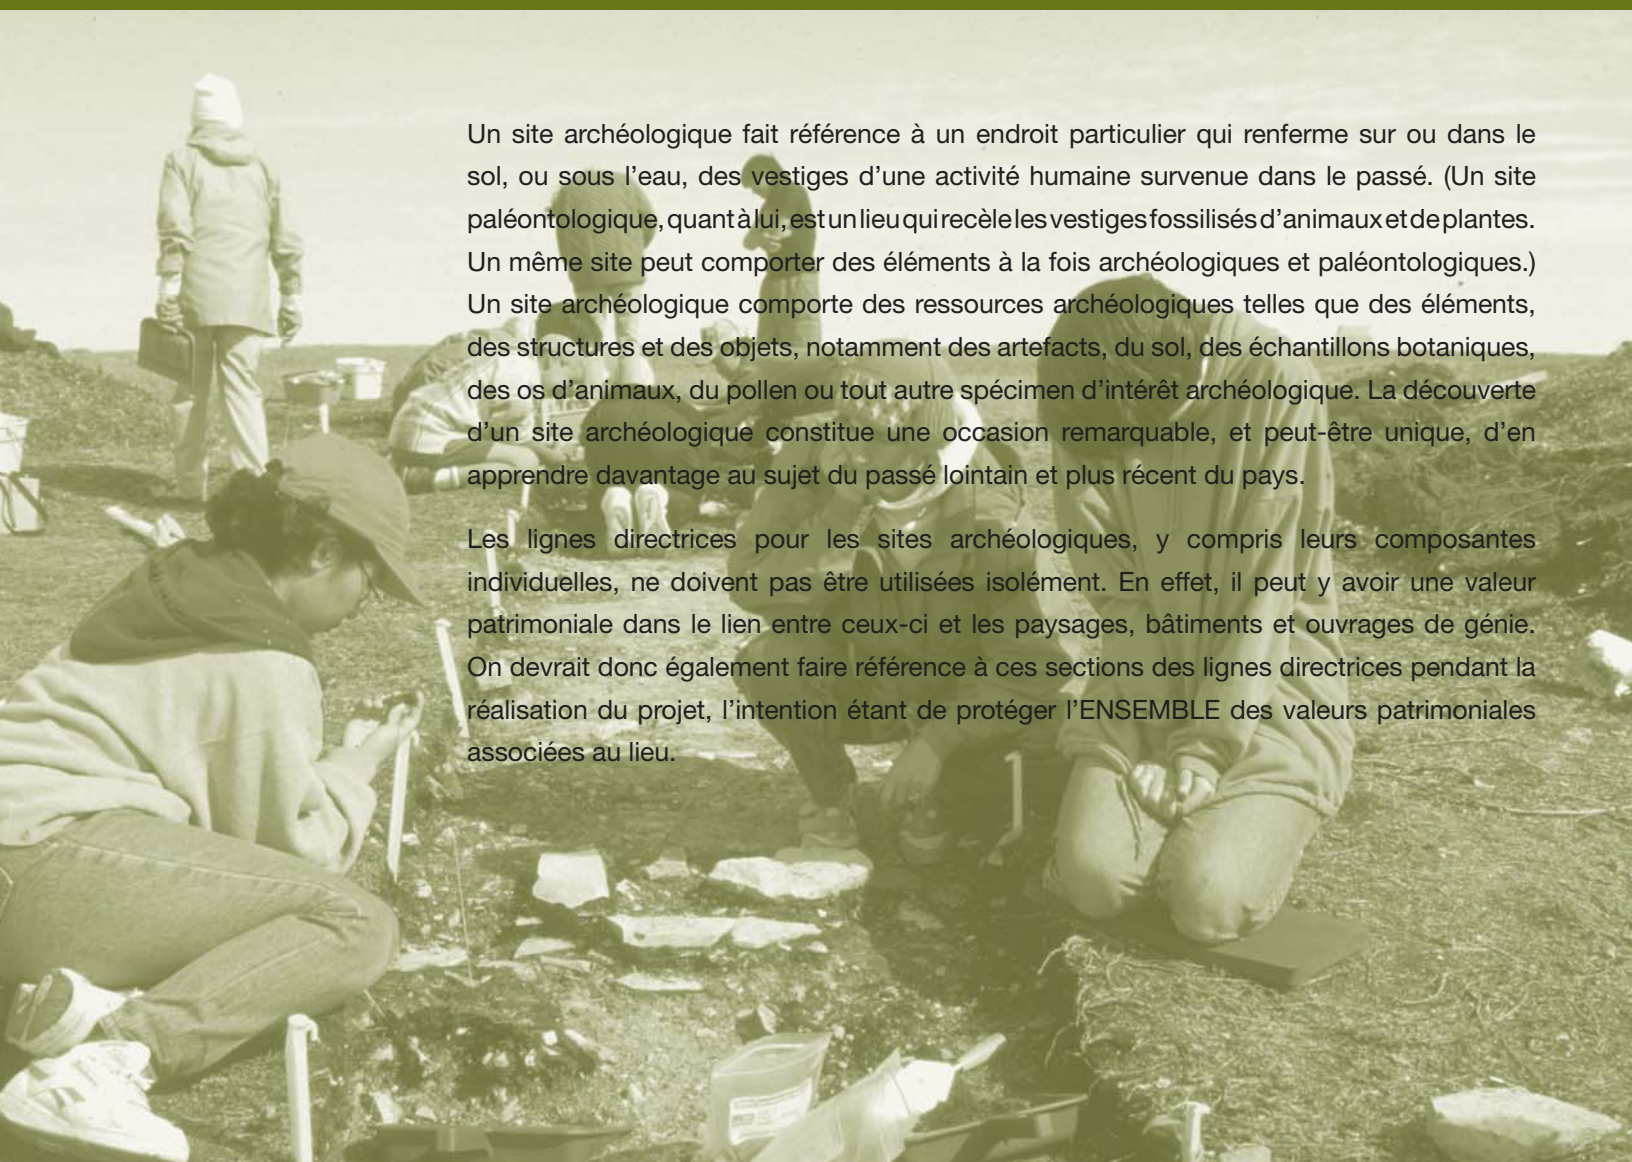 Un site archéologique fait référence à un endroit particulier qui renferme sur ou dans le
sol, ou sous l’eau, des vestiges d’une activité humaine survenue dans le passé. (Un site
paléontologique, quant à lui, est un lieu qui recèle les vestiges fossilisés d’animaux et de plantes.
Un même site peut comporter des éléments à la fois archéologiques et paléontologiques.)
Un site archéologique comporte des ressources archéologiques telles que des éléments,
des structures et des objets, notamment des artefacts, du sol, des échantillons botaniques,
des os d’animaux, du pollen ou tout autre spécimen d’intérêt archéologique. La découverte
d’un site archéologique constitue une occasion remarquable, et peut-être unique, d’en
apprendre davantage au sujet du passé lointain et plus récent du pays.
Les lignes directrices pour les sites archéologiques, y compris leurs composantes
individuelles, ne doivent pas être utilisées isolément. En effet, il peut y avoir une valeur
patrimoniale dans le lien entre ceux-ci et les paysages, bâtiments et ouvrages de génie.
On devrait donc également faire référence à ces sections des lignes directrices pendant la
réalisation du projet, l’intention étant de protéger l’ENSEMBLE des valeurs patrimoniales
associées au lieu.